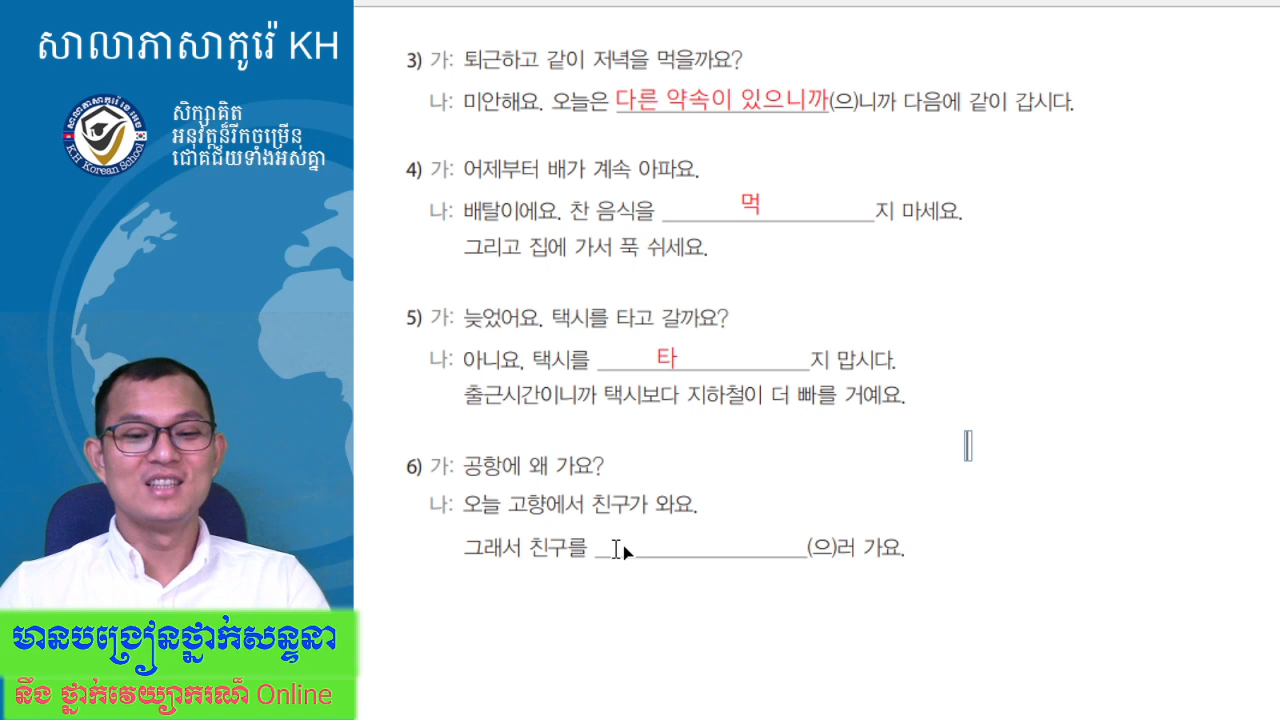 សាលាភាសាកូរ៉េ KH
សិក្សាគិត
អនុវត្តន៏រីកចម្រើន
ជោគជ័យទាំងអស់គ្នា
K.H Korean School
3) 가: 퇴근하고 같이 저녁을 먹을까요?
나: 미안해요. 오늘은 다른 약속이 있으니까(으)니까 다음에 같이 갑시다.
4) 가: 어제부터 배가 계속 아파요.
나: 배탈이에요. 찬 음식을 먹지 마세요.
그리고 집에 가서 푹 쉬세요.
5) 가: 늦었어요. 택시를 타고 갈까요?
나: 아니요, 택시를 타지 맙시다.
출근시간이니까 택시보다 지하철이 더 빠를 거예요.
6) 가: 공항에 왜 가요?
나: 오늘 고향에서 친구가 와요.
그래서 친구를 (으)러 가요.
មានបង្រៀនថ្នាក់សន្ទនា
នឹង ថ្នាក់វេយ្យាករណ៏ Online